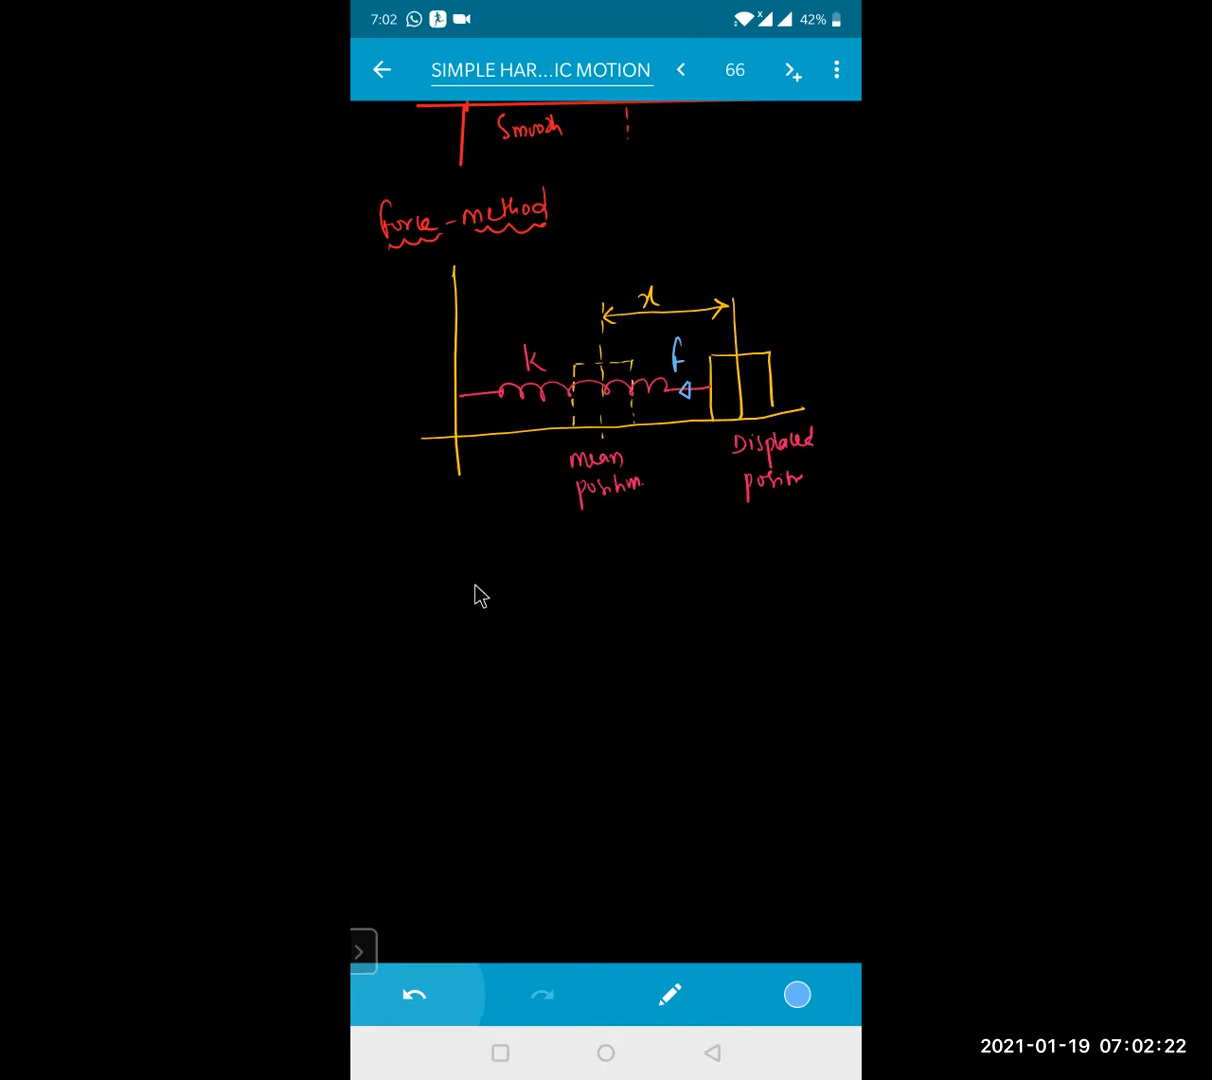 7:02 42%
SIMPLE HAR...IC MOTION 66
Smooth
force - method
x
k f
mean
position
Displaced
positn
2021-01-19 07:02:22